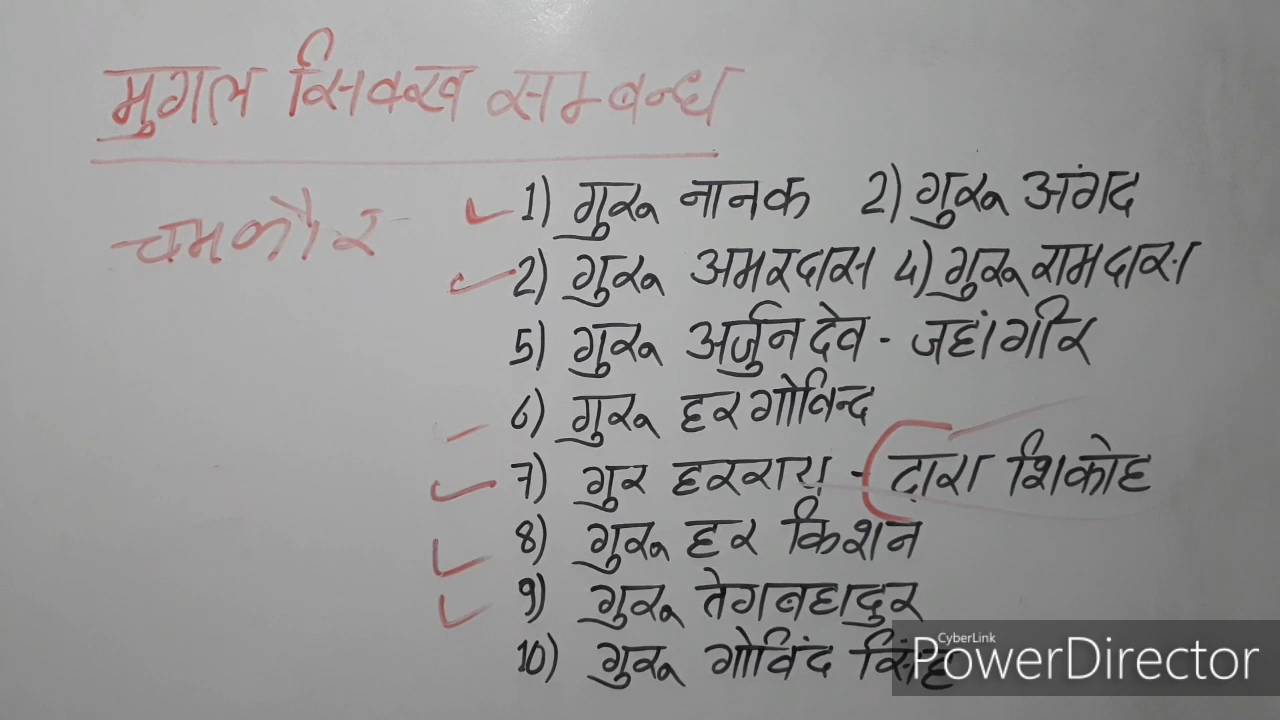 मुगल सिक्ख सम्बन्ध
चमकौर
1) गुरू नानक 2) गुरू अंगद
2) गुरू अमरदास 4) गुरू रामदास
5) गुरू अर्जुन देव - जहांगीर
6) गुरू हरगोविन्द
7) गुर हरराय - (दारा शिकोह
8) गुरू हर किशन
9) गुरू तेगबहादुर
10) गुरू गोविंद सिंह
CyberLink
PowerDirector